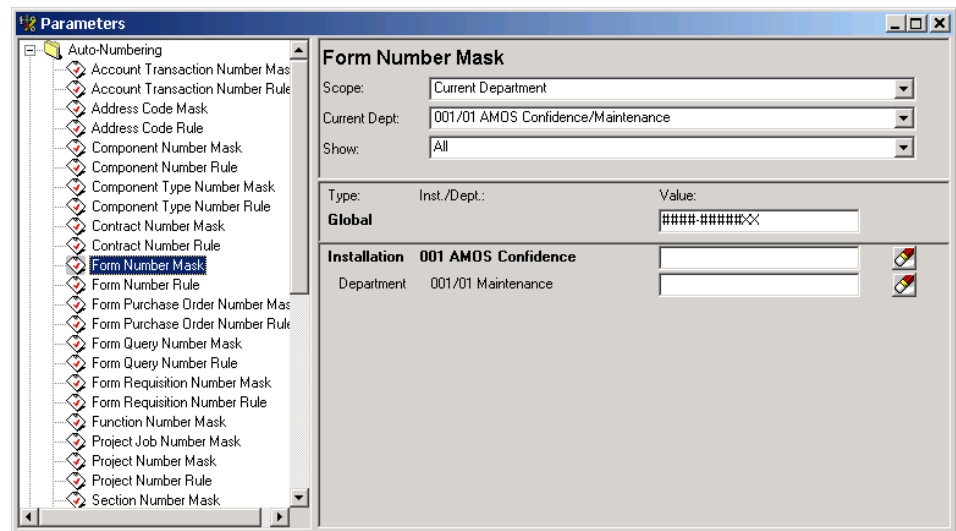 Parameters
Auto-Numbering
Account Transaction Number Mas
Account Transaction Number Rule
Address Code Mask
Address Code Rule
Component Number Mask
Component Number Rule
Component Type Number Mask
Component Type Number Rule
Contract Number Mask
Contract Number Rule
Form Number Mask
Form Number Rule
Form Purchase Order Number Mas
Form Purchase Order Number Rule
Form Query Number Mask
Form Query Number Rule
Form Requisition Number Mask
Form Requisition Number Rule
Function Number Mask
Project Job Number Mask
Project Number Mask
Project Number Rule
Section Number Mask
Form Number Mask
Scope: Current Department
Current Dept: 001/01 AMOS Confidence/Maintenance
Show: All
Type: Inst./Dept.: Value:
Global ####-#####XX
Installation 001 AMOS Confidence
Department 001/01 Maintenance